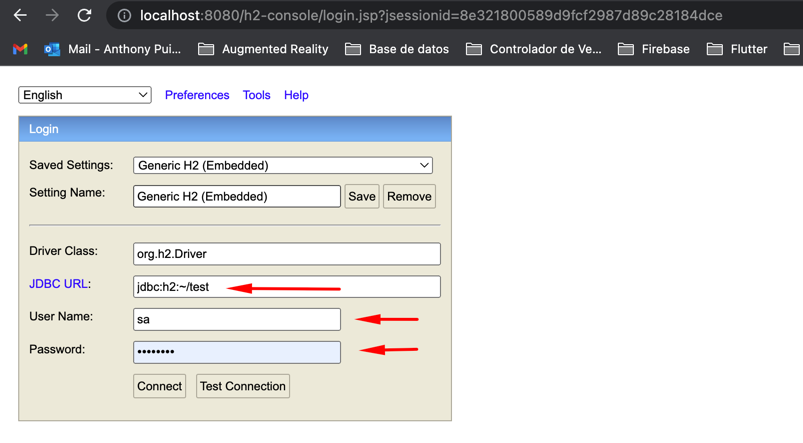 localhost:8080/h2-console/login.jsp?jsessionid=8e321800589d9fcf2987d89c28184dce
Mail - Anthony Pui... Augmented Reality Base de datos Controlador de Ve... Firebase Flutter
English Preferences Tools Help
Login
Saved Settings: Generic H2 (Embedded)
Setting Name: Generic H2 (Embedded) Save Remove
Driver Class: org.h2.Driver
JDBC URL: jdbc:h2:~/test
User Name: sa
Password: ••••••••
Connect Test Connection